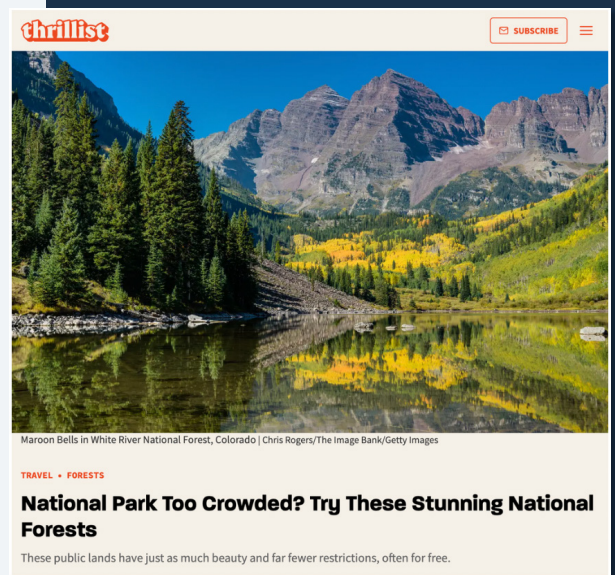 thrillist
SUBSCRIBE
Maroon Bells in White River National Forest, Colorado | Chris Rogers/The Image Bank/Getty Images
TRAVEL • FORESTS
National Park Too Crowded? Try These Stunning National
Forests
These public lands have just as much beauty and far fewer restrictions, often for free.